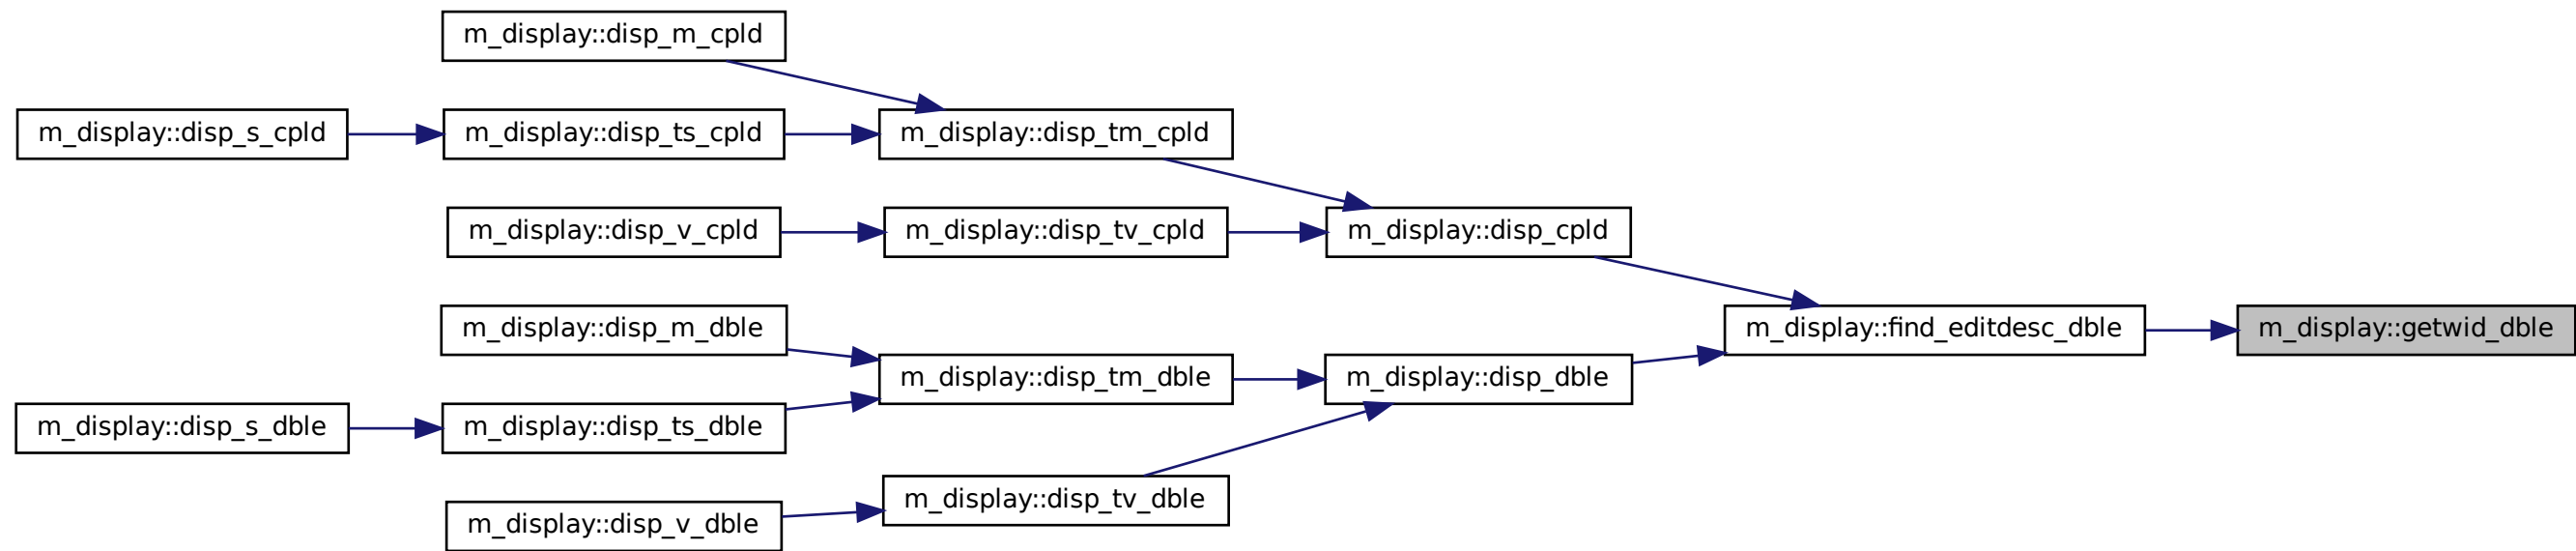 m_display::disp_m_cpld
m_display::disp_s_cpld
m_display::disp_ts_cpld
m_display::disp_tm_cpld
m_display::disp_v_cpld
m_display::disp_tv_cpld
m_display::disp_cpld
m_display::disp_m_dble
m_display::find_editdesc_dble
m_display::getwid_dble
m_display::disp_tm_dble
m_display::disp_dble
m_display::disp_s_dble
m_display::disp_ts_dble
m_display::disp_tv_dble
m_display::disp_v_dble